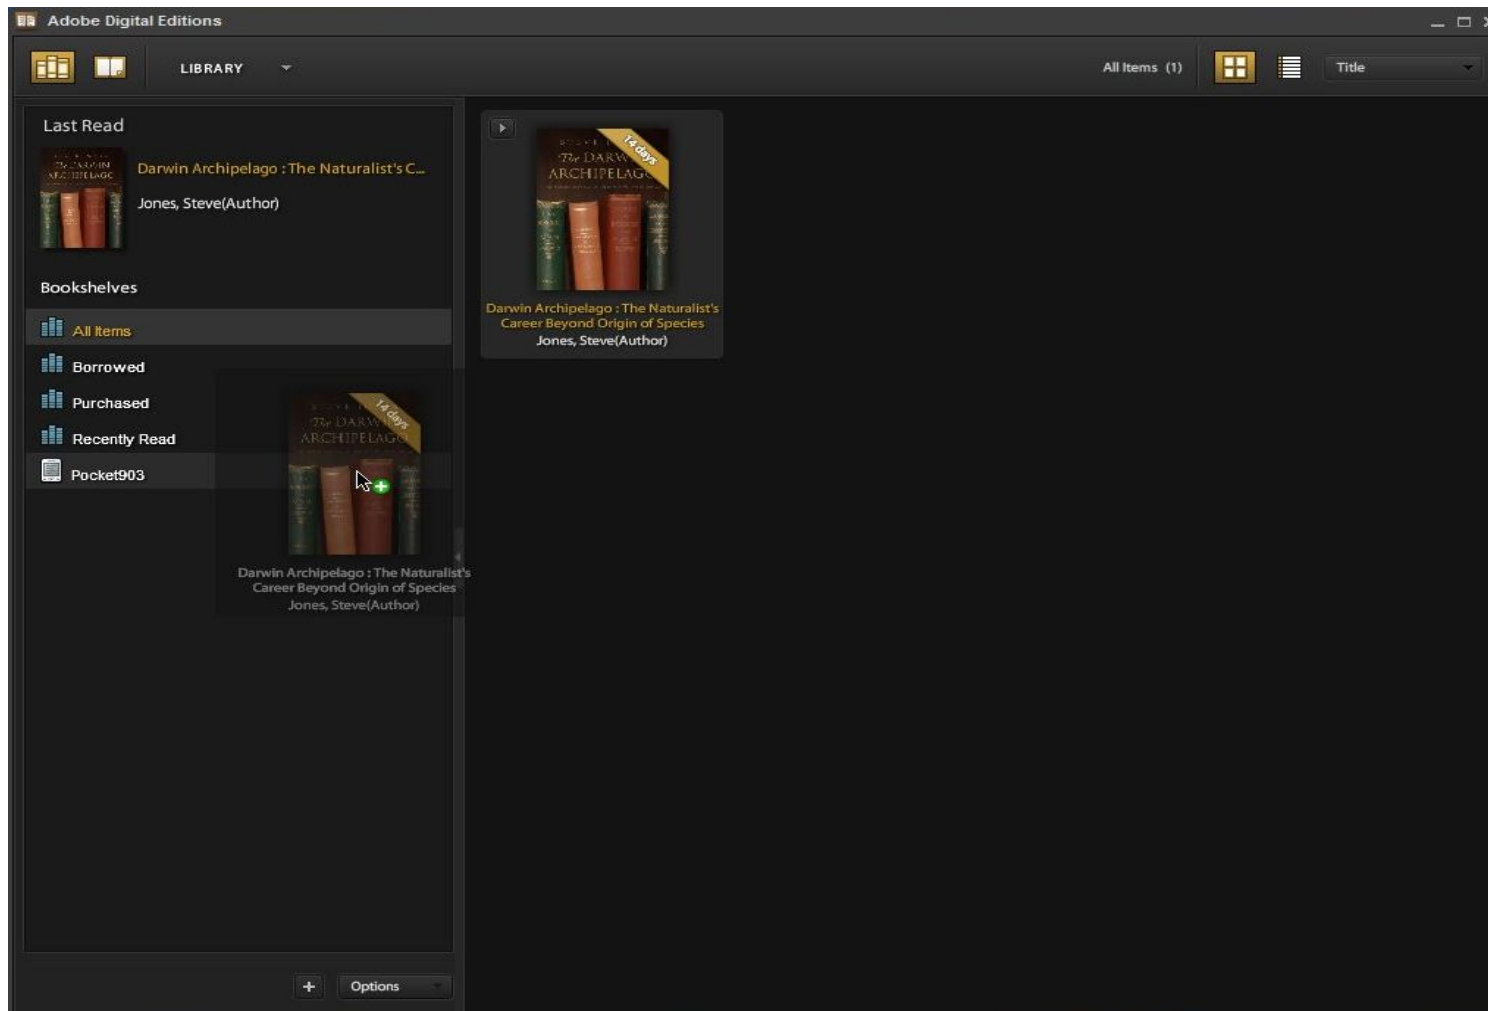 Adobe Digital Editions
LIBRARY
All Items (1)
Title
Last Read
The DARWIN
ARCHIPELAGO
Darwin Archipelago : The Naturalist's C...
Jones, Steve(Author)
Bookshelves
All Items
Borrowed
Purchased
Recently Read
Pocket903
14 days
The DARW
ARCHIPELAGO
Darwin Archipelago : The Naturalist's
Career Beyond Origin of Species
Jones, Steve(Author)
14 days
The DARW
ARCHIPELAG
Darwin Archipelago : The Naturalist's
Career Beyond Origin of Species
Jones, Steve(Author)
Options